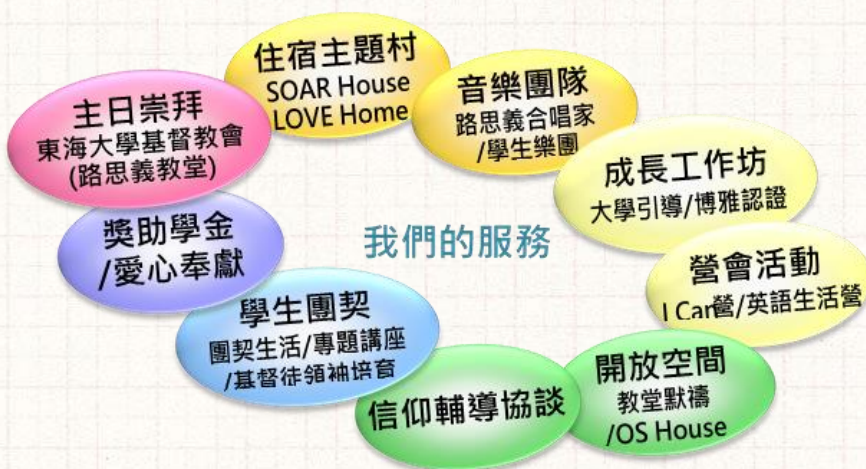 住宿主題村
SOAR House
LOVE Home
音樂團隊
路思義合唱家
/學生樂團
主日崇拜
東海大學基督教會
(路思義教堂)
成長工作坊
大學引導/博雅認證
獎助學金
/愛心奉獻
我們的服務
營會活動
I Can營/英語生活營
學生團契
團契生活/專題講座
/基督徒領袖培育
開放空間
教堂默禱
/OS House
信仰輔導協談